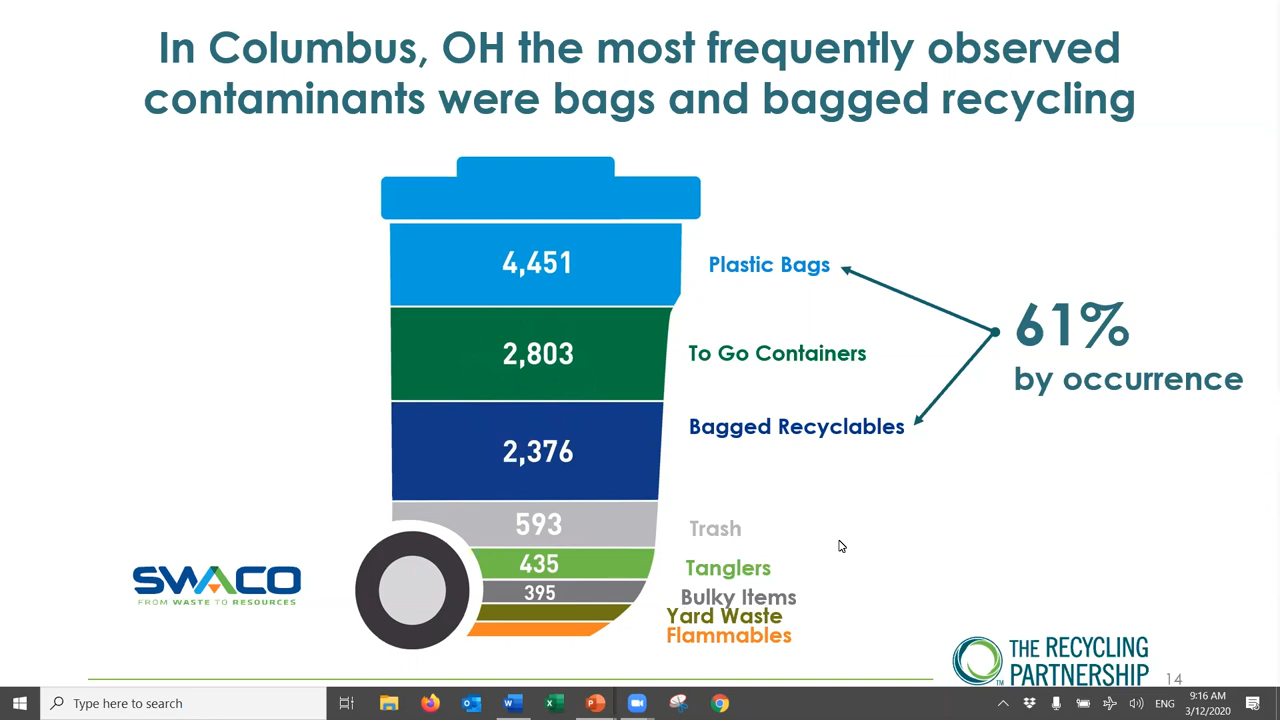 In Columbus, OH the most frequently observed
contaminants were bags and bagged recycling
4,451
Plastic Bags
61%
by occurrence
2,803
To Go Containers
2,376
Bagged Recyclables
593
Trash
435
Tanglers
395
Bulky Items
Yard Waste
Flammables
SWACO
FROM WASTE TO RESOURCES
THE RECYCLING
PARTNERSHIP
TM
14
Type here to search
ENG
9:16 AM
3/12/2020